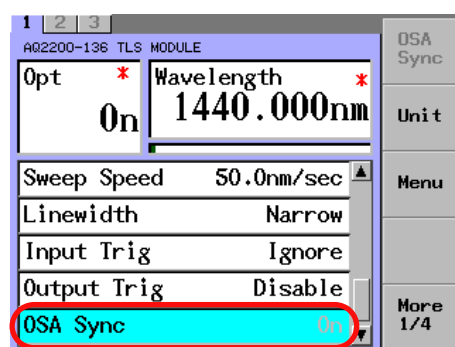 1 2 3
AQ2200-136 TLS MODULE
Opt *
On
Wavelength *
1440.000nm
Sweep Speed 50.0nm/sec
Linewidth Narrow
Input Trig Ignore
Output Trig Disable
OSA Sync On
OSA
Sync
Unit
Menu
More
1/4